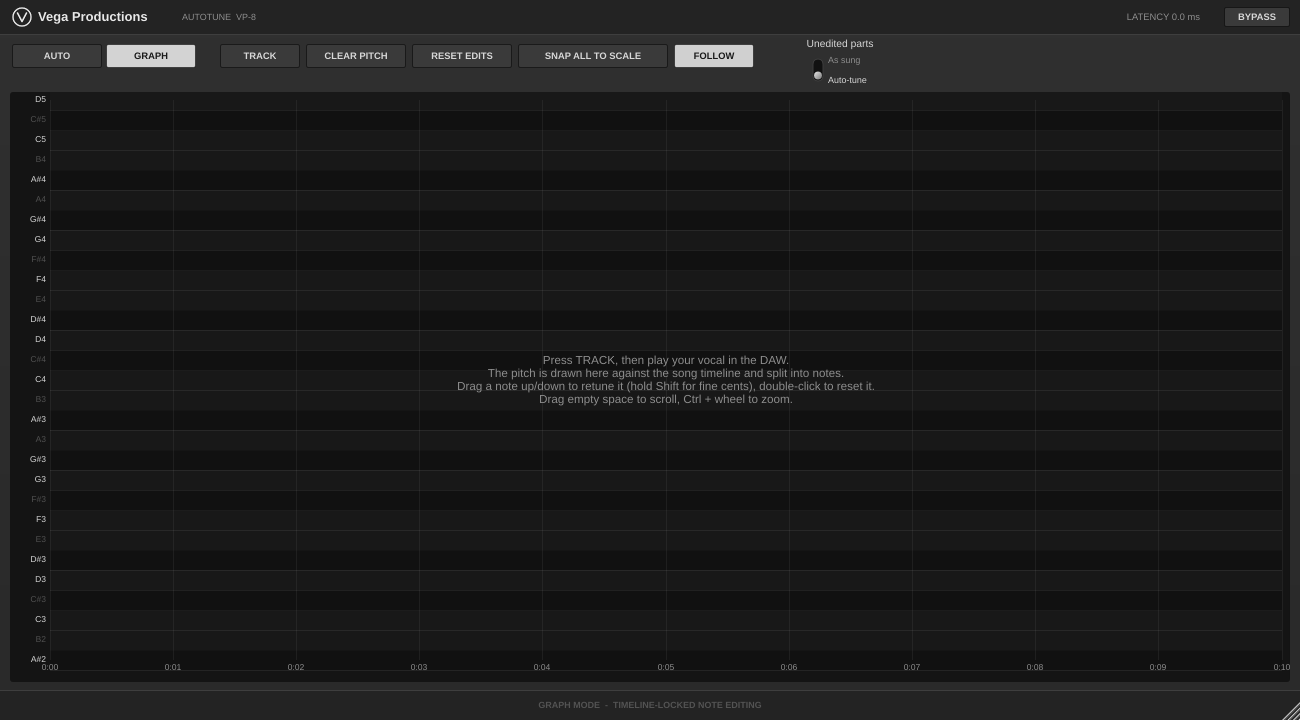 Vega Productions
AUTOTUNE VP-8
LATENCY 0.0 ms
BYPASS
AUTO
GRAPH
TRACK
CLEAR PITCH
RESET EDITS
SNAP ALL TO SCALE
FOLLOW
Unedited parts
As sung
Auto-tune
D5
C#5
C5
B4
A#4
A4
G#4
G4
F#4
F4
E4
D#4
D4
C#4
C4
B3
A#3
A3
G#3
G3
F#3
F3
E3
D#3
D3
C#3
C3
B2
A#2
Press TRACK, then play your vocal in the DAW.
The pitch is drawn here against the song timeline and split into notes.
Drag a note up/down to retune it (hold Shift for fine cents), double-click to reset it.
Drag empty space to scroll, Ctrl + wheel to zoom.
0:00 0:01 0:02 0:03 0:04 0:05 0:06 0:07 0:08 0:09 0:10
GRAPH MODE - TIMELINE-LOCKED NOTE EDITING